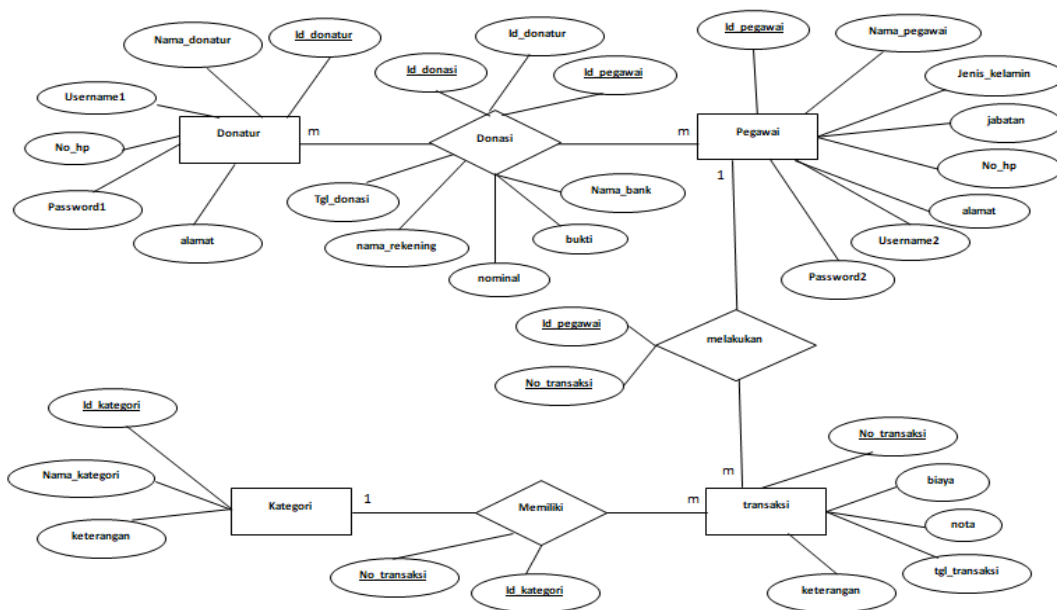 Nama_donatur
Id_donatur
Username1
No_hp
Password1
alamat
Donatur
m
Id_donasi
Id_donatur
Id_pegawai
Donasi
Tgl_donasi
nama_rekening
nominal
bukti
Nama_bank
m
Pegawai
Id_pegawai
Nama_pegawai
Jenis_kelamin
jabatan
No_hp
alamat
Username2
Password2
1
melakukan
Id_pegawai
No_transaksi
m
Id_kategori
Nama_kategori
keterangan
Kategori
1
Memiliki
No_transaksi
Id_kategori
m
transaksi
No_transaksi
biaya
nota
tgl_transaksi
keterangan